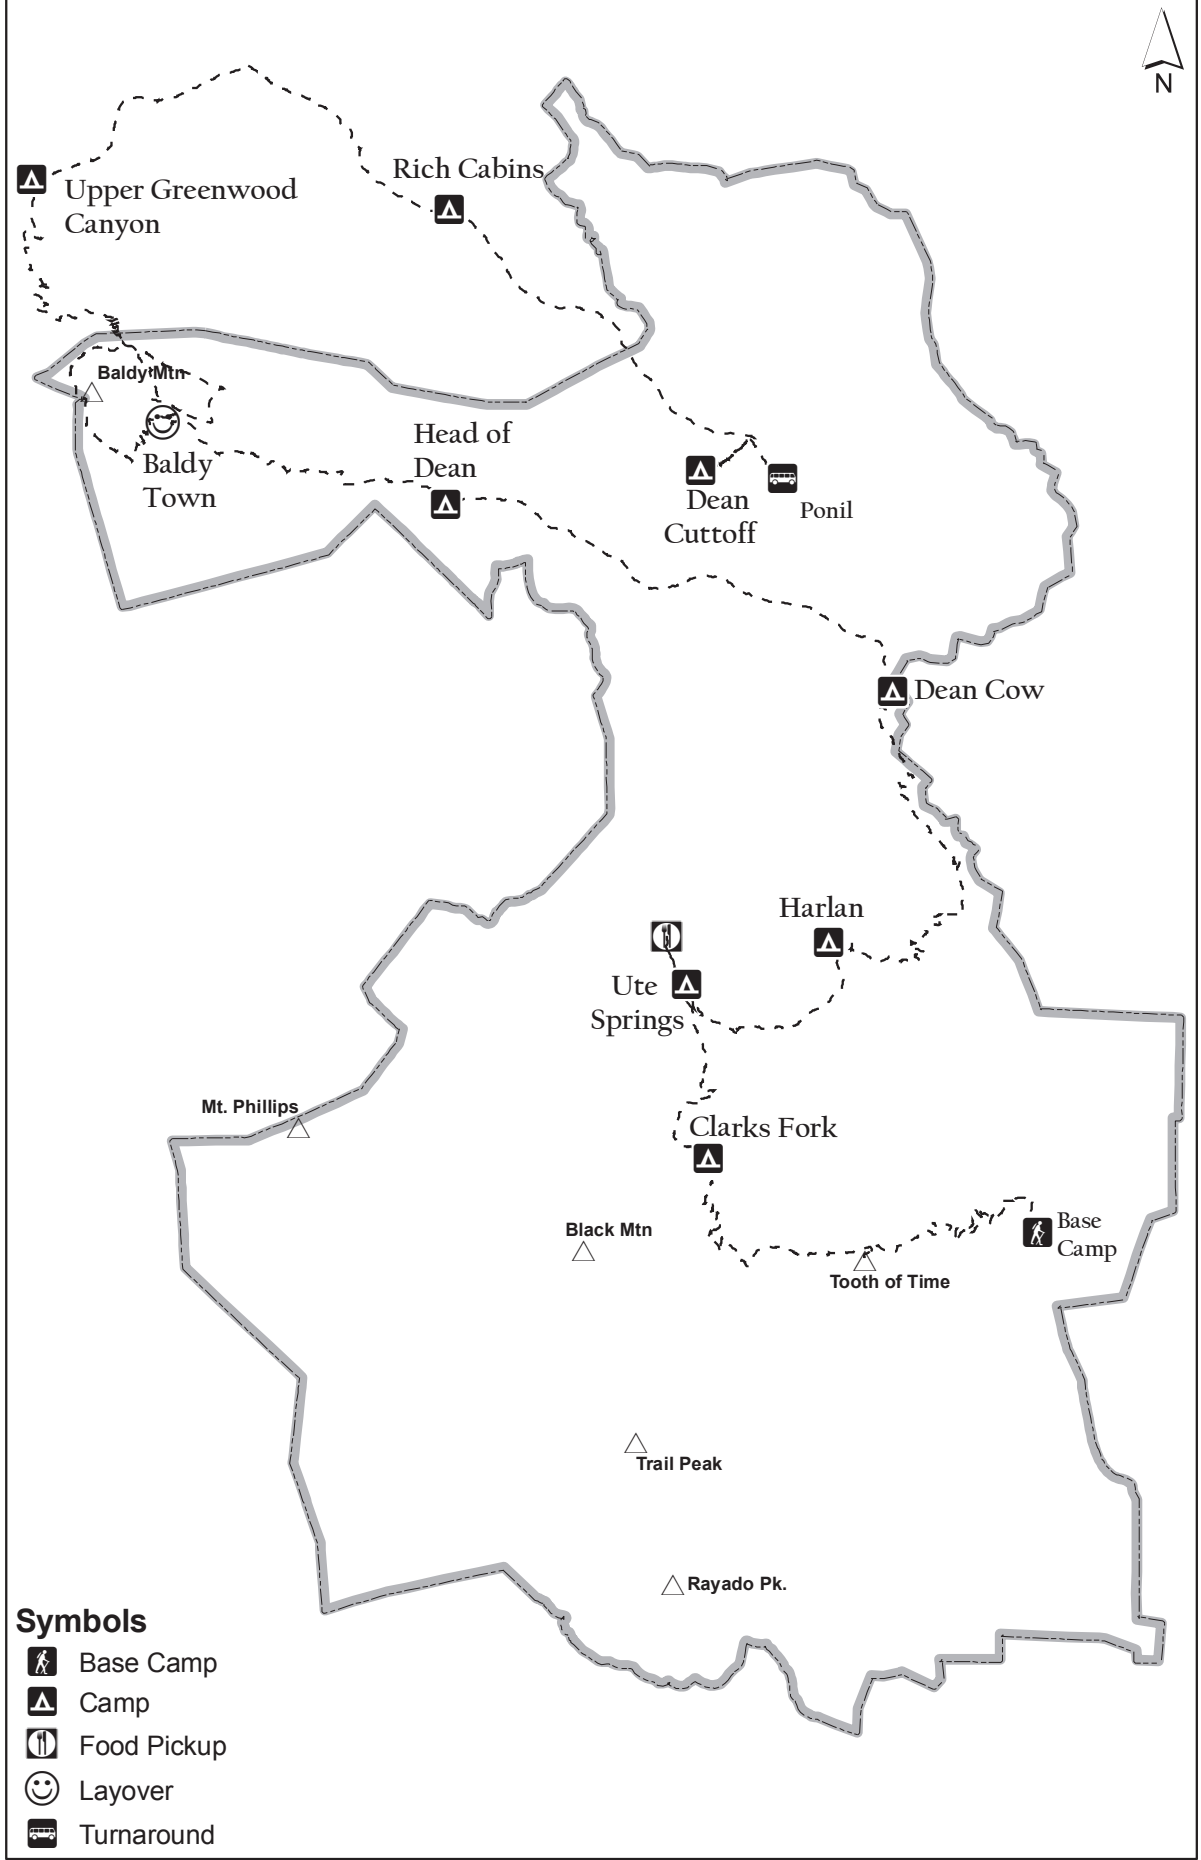 N
Rich Cabins
Upper Greenwood
Canyon
Baldy Mtn
Head of
Dean
Baldy
Town
Dean
Cuttoff
Ponil
Dean Cow
Harlan
Ute
Springs
Mt. Phillips
Clarks Fork
Black Mtn
Base
Camp
Tooth of Time
Trail Peak
Rayado Pk.
Symbols
Base Camp
Camp
Food Pickup
Layover
Turnaround